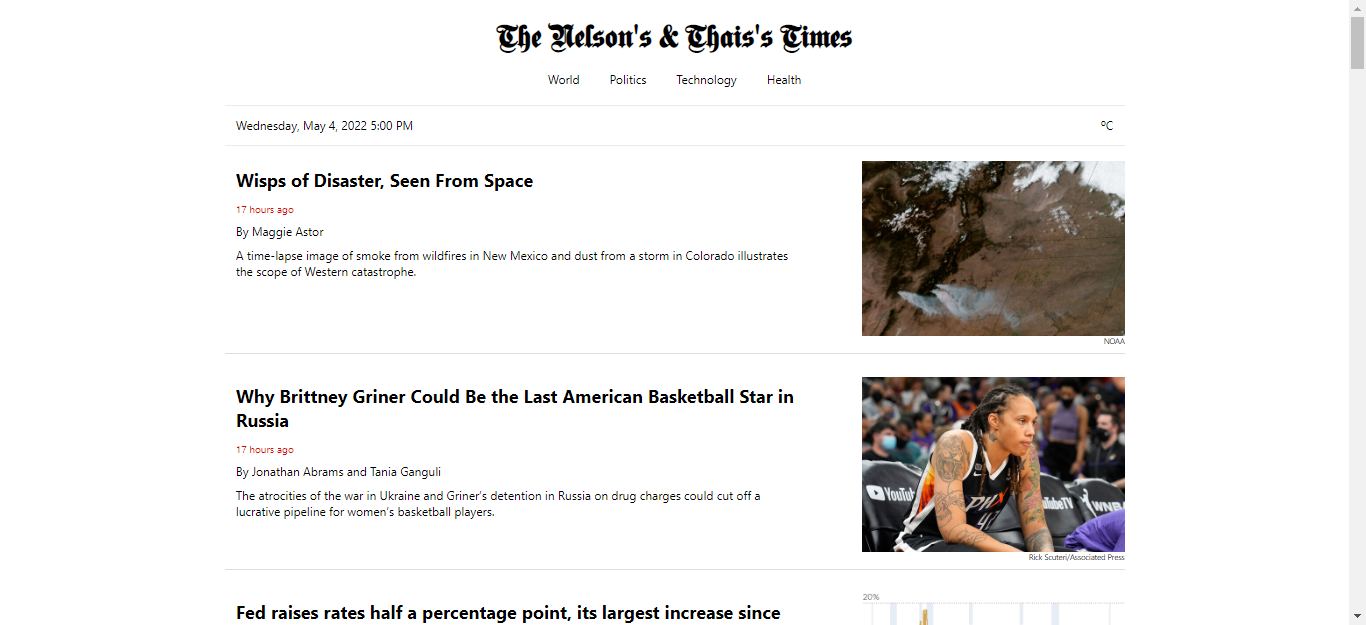 The Nelson's & Thais's Times
World Politics Technology Health
Wednesday, May 4, 2022 5:00 PM ºC
Wisps of Disaster, Seen From Space
17 hours ago
By Maggie Astor
A time-lapse image of smoke from wildfires in New Mexico and dust from a storm in Colorado illustrates
the scope of Western catastrophe.
NOAA
Why Brittney Griner Could Be the Last American Basketball Star in
Russia
17 hours ago
By Jonathan Abrams and Tania Ganguli
The atrocities of the war in Ukraine and Griner’s detention in Russia on drug charges could cut off a
lucrative pipeline for women’s basketball players.
YouTu
ubeTV
WNBA
PH
42
Rick Scuteri/Associated Press
Fed raises rates half a percentage point, its largest increase since
20%